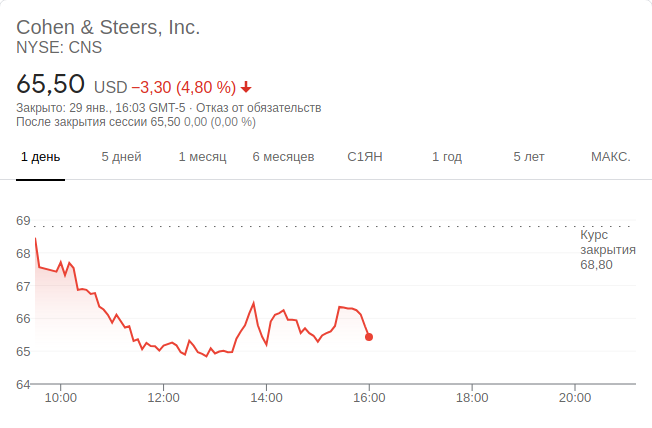 Cohen & Steers, Inc.
NYSE: CNS
65,50 USD −3,30 (4,80 %)
Закрыто: 29 янв., 16:03 GMT-5 · Отказ от обязательств
После закрытия сессии 65,50 0,00 (0,00 %)
1 день 5 дней 1 месяц 6 месяцев С1ЯН 1 год 5 лет МАКС.
69
Курс
закрытия
68,80
68
67
66
65
64
10:00 12:00 14:00 16:00 18:00 20:00